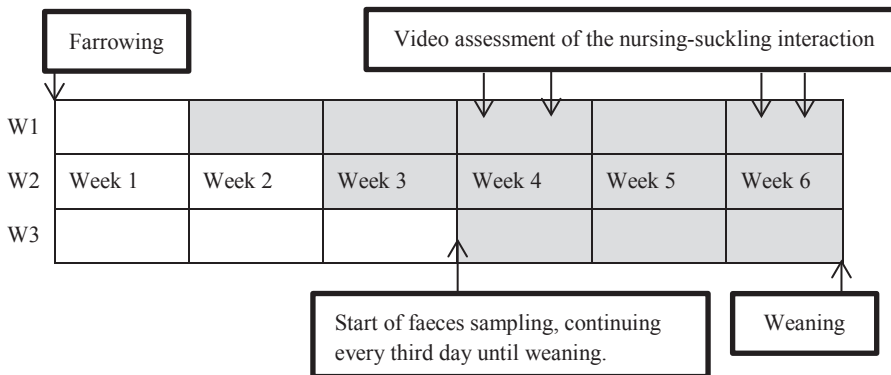 Farrowing
Video assessment of the nursing-suckling interaction
W1
W2 Week 1 Week 2 Week 3 Week 4 Week 5 Week 6
W3
Start of faeces sampling, continuing
every third day until weaning.
Weaning